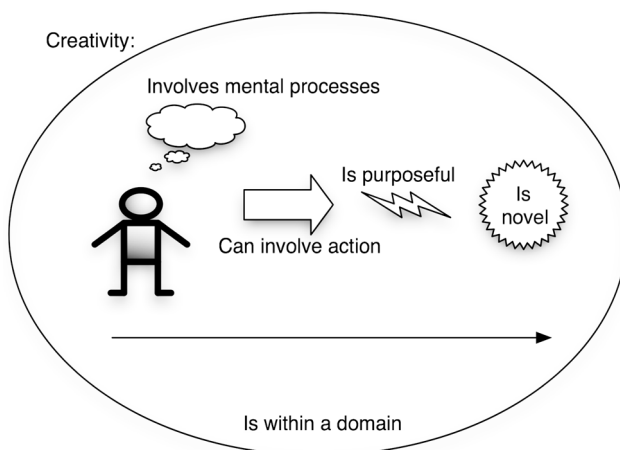 Creativity:
Involves mental processes
Is purposeful
Is
novel
Can involve action
Is within a domain